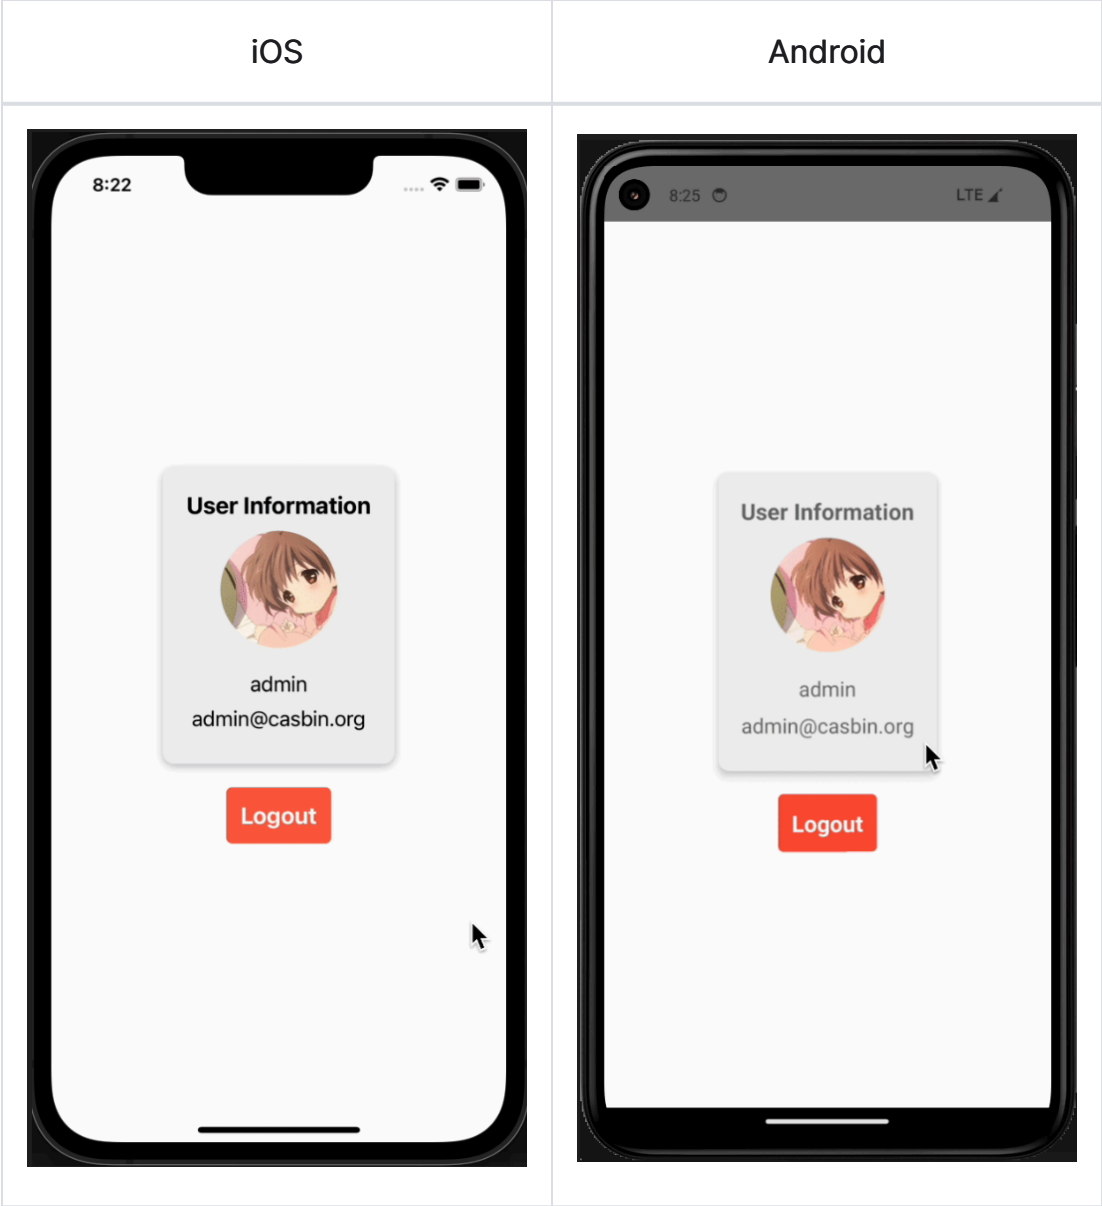 iOS
Android
8:22
User Information
admin
admin@casbin.org
Logout
8:25
LTE
User Information
admin
admin@casbin.org
Logout